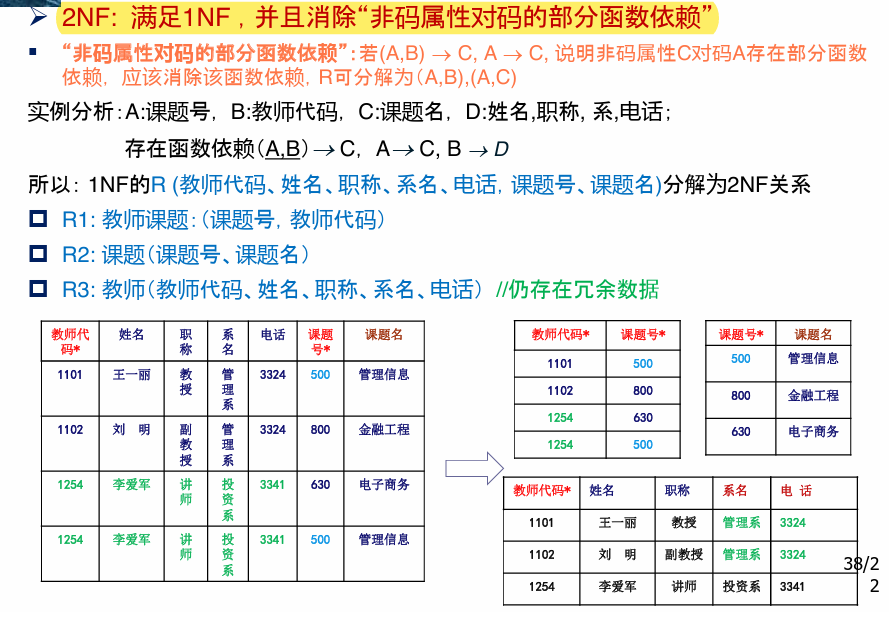 ➢ 2NF: 满足1NF，并且消除“非码属性对码的部分函数依赖”
▪ “非码属性对码的部分函数依赖”：若(A,B) → C, A → C, 说明非码属性C对码A存在部分函数
依赖，应该消除该函数依赖，R可分解为（A,B),(A,C)
实例分析：A:课题号，B:教师代码，C:课题名，D:姓名,职称, 系,电话；
存在函数依赖（A,B）→ C，A→ C, B → D
所以：1NF的R (教师代码、姓名、职称、系名、电话, 课题号、课题名)分解为2NF关系
R1: 教师课题：（课题号，教师代码）
R2: 课题（课题号、课题名）
R3: 教师（教师代码、姓名、职称、系名、电话） //仍存在冗余数据
教师代码* 姓名 职称 系名 电话 课题号* 课题名
1101 王一丽 教授 管理系 3324 500 管理信息
1102 刘 明 副教授 管理系 3324 800 金融工程
1254 李爱军 讲师 投资系 3341 630 电子商务
1254 李爱军 讲师 投资系 3341 500 管理信息
教师代码* 课题号*
1101 500
1102 800
1254 630
1254 500
课题号* 课题名
500 管理信息
800 金融工程
630 电子商务
教师代码* 姓名 职称 系名 电 话
1101 王一丽 教授 管理系 3324
1102 刘 明 副教授 管理系 3324
1254 李爱军 讲师 投资系 3341
38/2
2